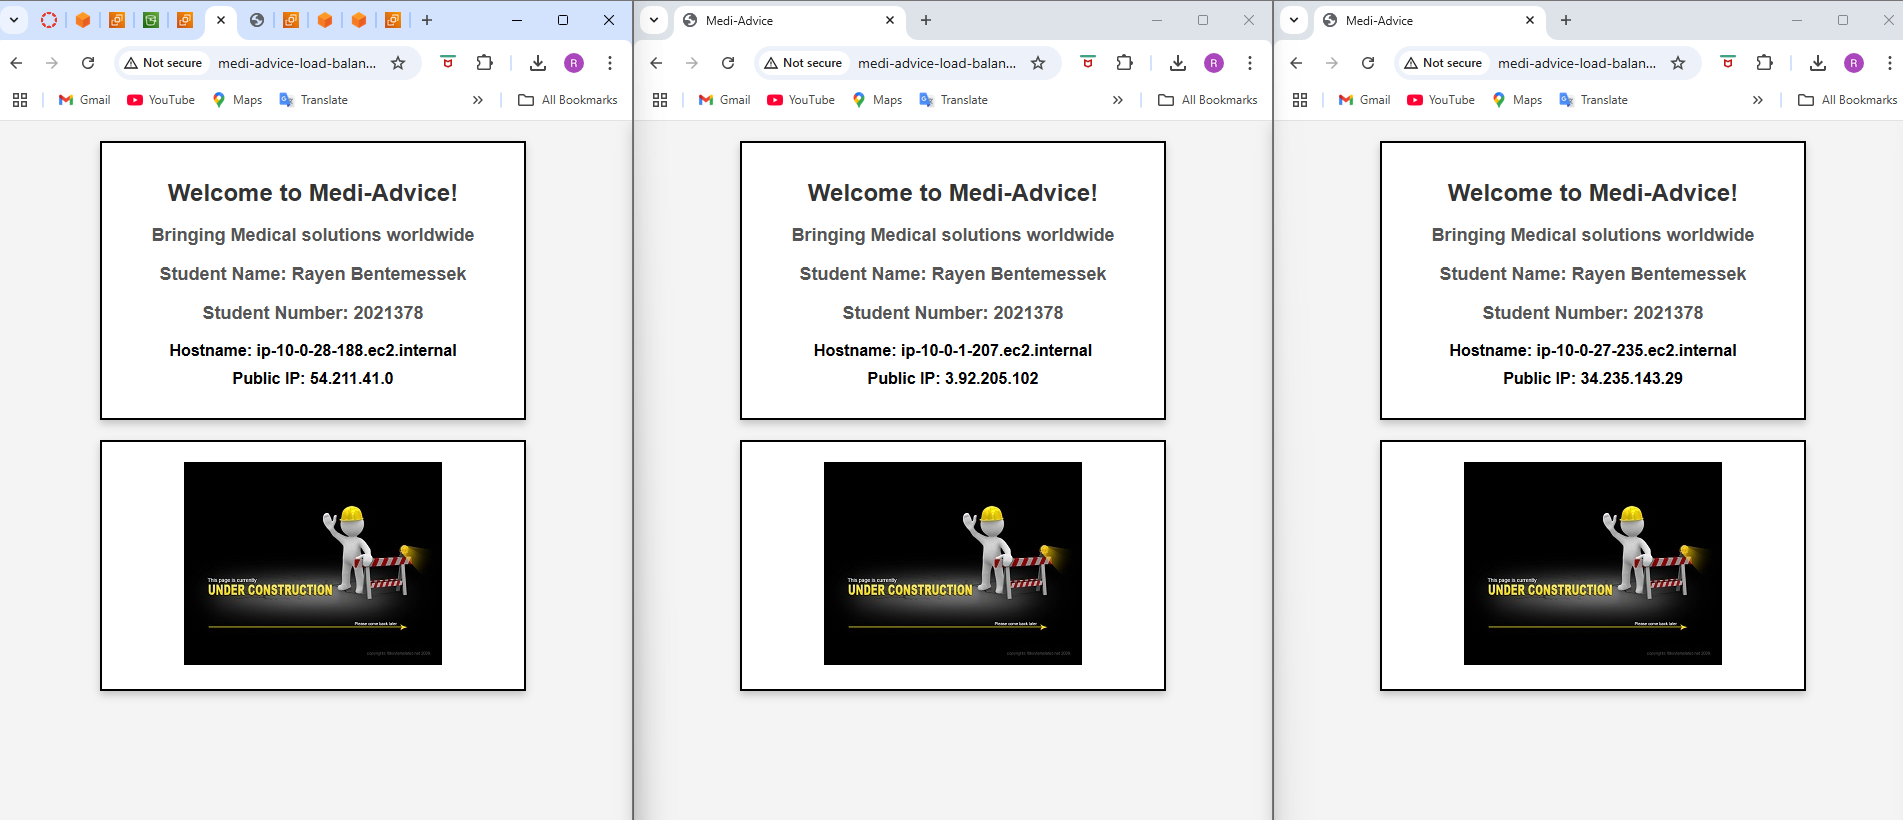 Not secure
medi-advice-load-balan...
R
Gmail
YouTube
Maps
Translate
All Bookmarks
Welcome to Medi-Advice!
Bringing Medical solutions worldwide
Student Name: Rayen Bentemessek
Student Number: 2021378
Hostname: ip-10-0-28-188.ec2.internal
Public IP: 54.211.41.0
This page is currently
UNDER CONSTRUCTION
Please come back later
Medi-Advice
Not secure
medi-advice-load-balan...
R
Gmail
YouTube
Maps
Translate
All Bookmarks
Welcome to Medi-Advice!
Bringing Medical solutions worldwide
Student Name: Rayen Bentemessek
Student Number: 2021378
Hostname: ip-10-0-1-207.ec2.internal
Public IP: 3.92.205.102
This page is currently
UNDER CONSTRUCTION
Please come back later
Medi-Advice
Not secure
medi-advice-load-balan...
R
Gmail
YouTube
Maps
Translate
All Bookmarks
Welcome to Medi-Advice!
Bringing Medical solutions worldwide
Student Name: Rayen Bentemessek
Student Number: 2021378
Hostname: ip-10-0-27-235.ec2.internal
Public IP: 34.235.143.29
This page is currently
UNDER CONSTRUCTION
Please come back later